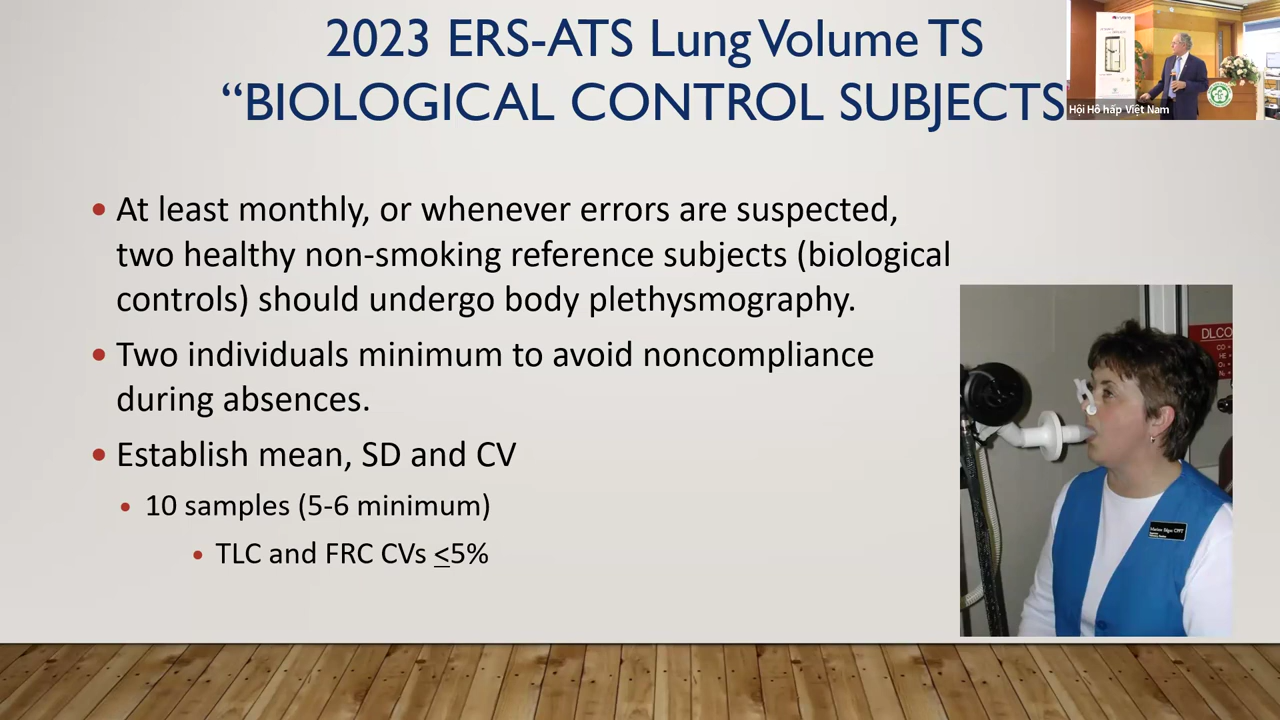 2023 ERS-ATS Lung Volume TS
“BIOLOGICAL CONTROL SUBJECTS
Hội Hô hấp Việt Nam
• At least monthly, or whenever errors are suspected,
two healthy non-smoking reference subjects (biological
controls) should undergo body plethysmography.
• Two individuals minimum to avoid noncompliance
during absences.
• Establish mean, SD and CV
• 10 samples (5-6 minimum)
• TLC and FRC CVs <5%
DLCO